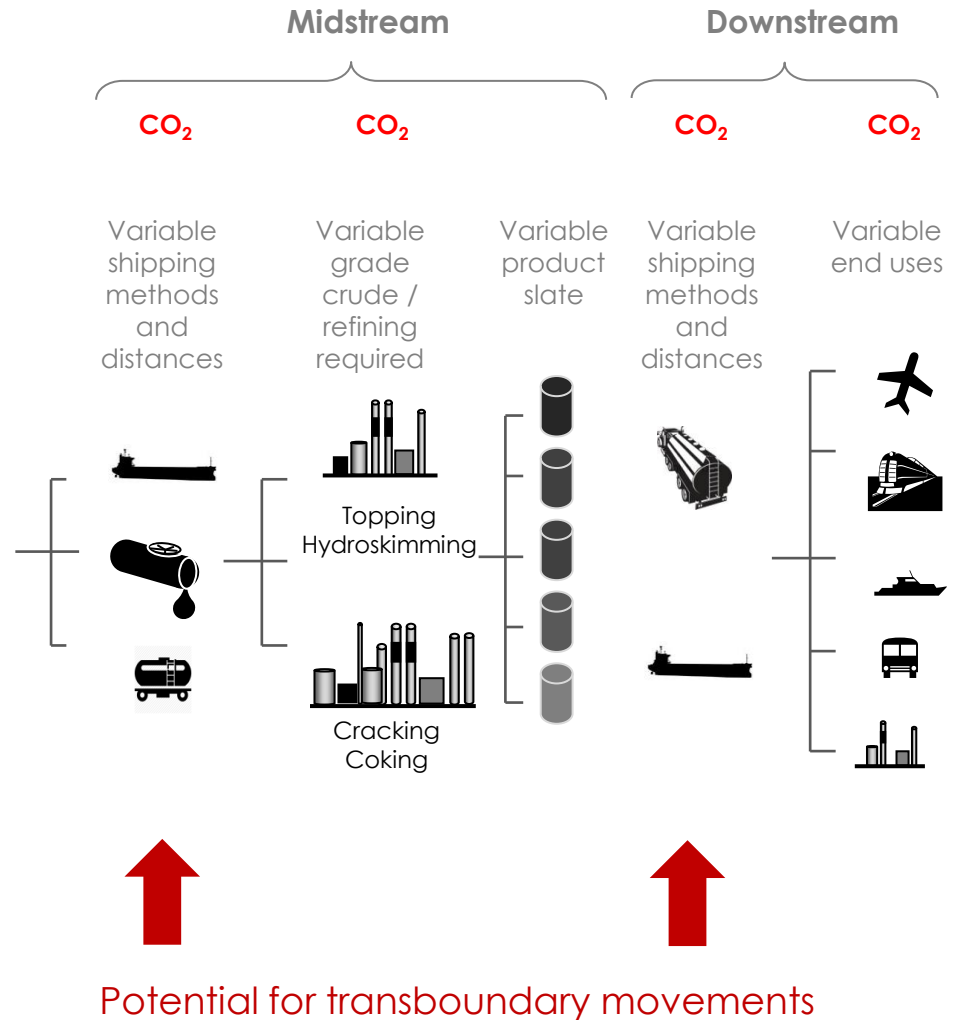 Midstream
Downstream
CO₂
CO₂
CO₂
CO₂
Variable
shipping
methods
and
distances
Variable
grade
crude /
refining
required
Variable
product
slate
Variable
shipping
methods
and
distances
Variable
end uses
Topping
Hydroskimming
Cracking
Coking
Potential for transboundary movements